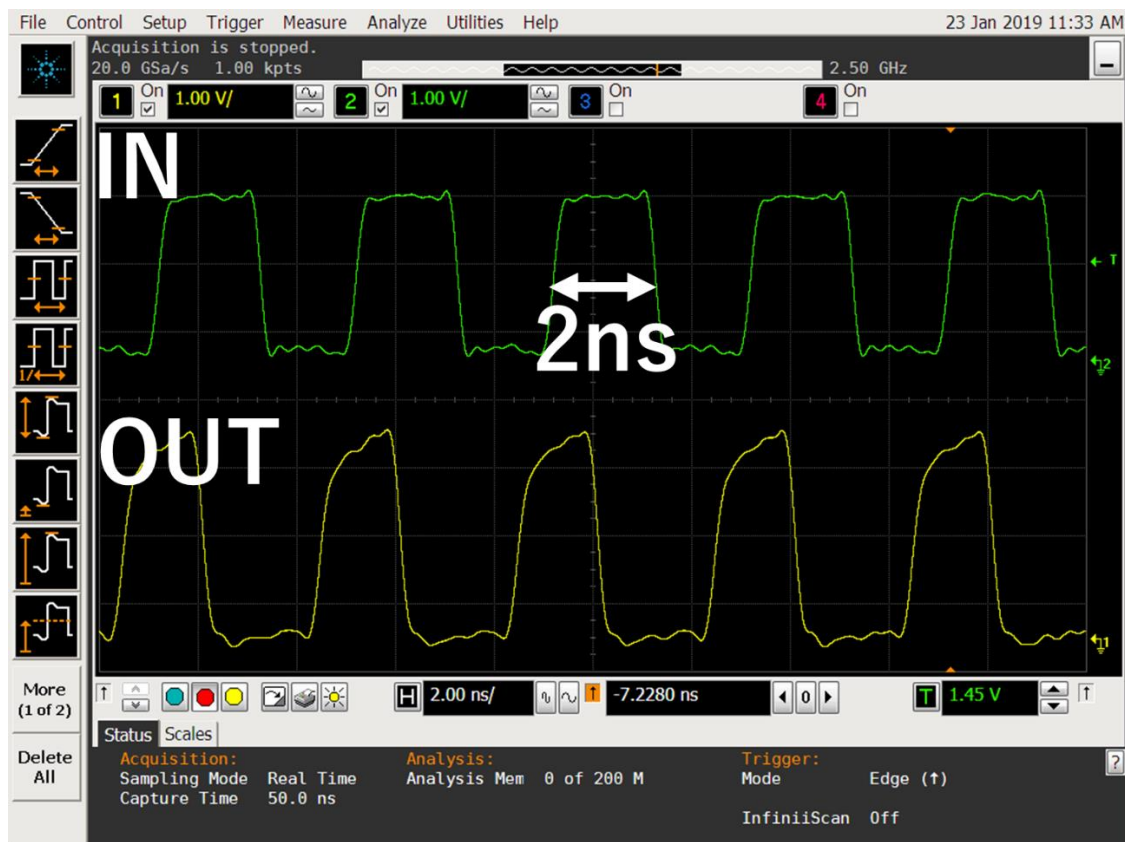 File Control Setup Trigger Measure Analyze Utilities Help 23 Jan 2019 11:33 AM
Acquisition is stopped.
20.0 GSa/s 1.00 kpts 2.50 GHz
1 On 1.00 V/ 2 On 1.00 V/ 3 On 4 On
IN
T
2ns
2
OUT
1
1/
More
(1 of 2)
Delete
All
H 2.00 ns/ -7.2280 ns 0 T 1.45 V
Status Scales
Acquisition: Analysis: Trigger:
Sampling Mode Real Time Analysis Mem 0 of 200 M Mode Edge (↑)
Capture Time 50.0 ns
InfiniiScan Off
?